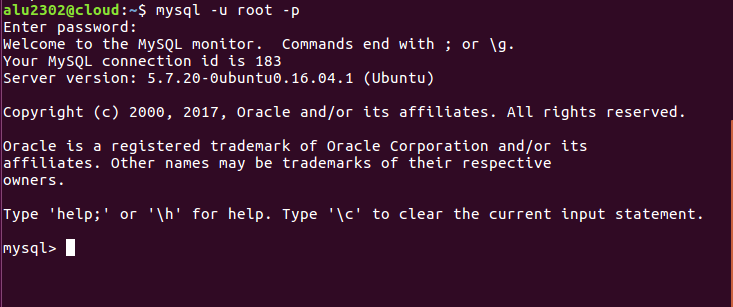 alu2302@cloud:~$ mysql -u root -p
Enter password:
Welcome to the MySQL monitor.  Commands end with ; or \g.
Your MySQL connection id is 183
Server version: 5.7.20-0ubuntu0.16.04.1 (Ubuntu)
Copyright (c) 2000, 2017, Oracle and/or its affiliates. All rights reserved.
Oracle is a registered trademark of Oracle Corporation and/or its
affiliates. Other names may be trademarks of their respective
owners.
Type 'help;' or '\h' for help. Type '\c' to clear the current input statement.
mysql>